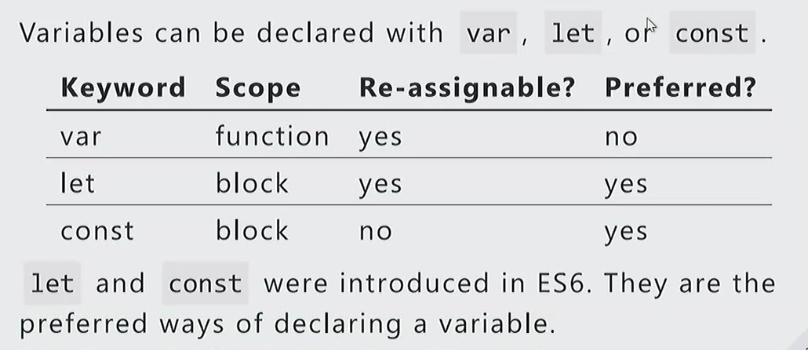 Variables can be declared with var, let, or const.
Keyword Scope Re-assignable? Preferred?
var function yes no
let block yes yes
const block no yes
let and const were introduced in ES6. They are the
preferred ways of declaring a variable.